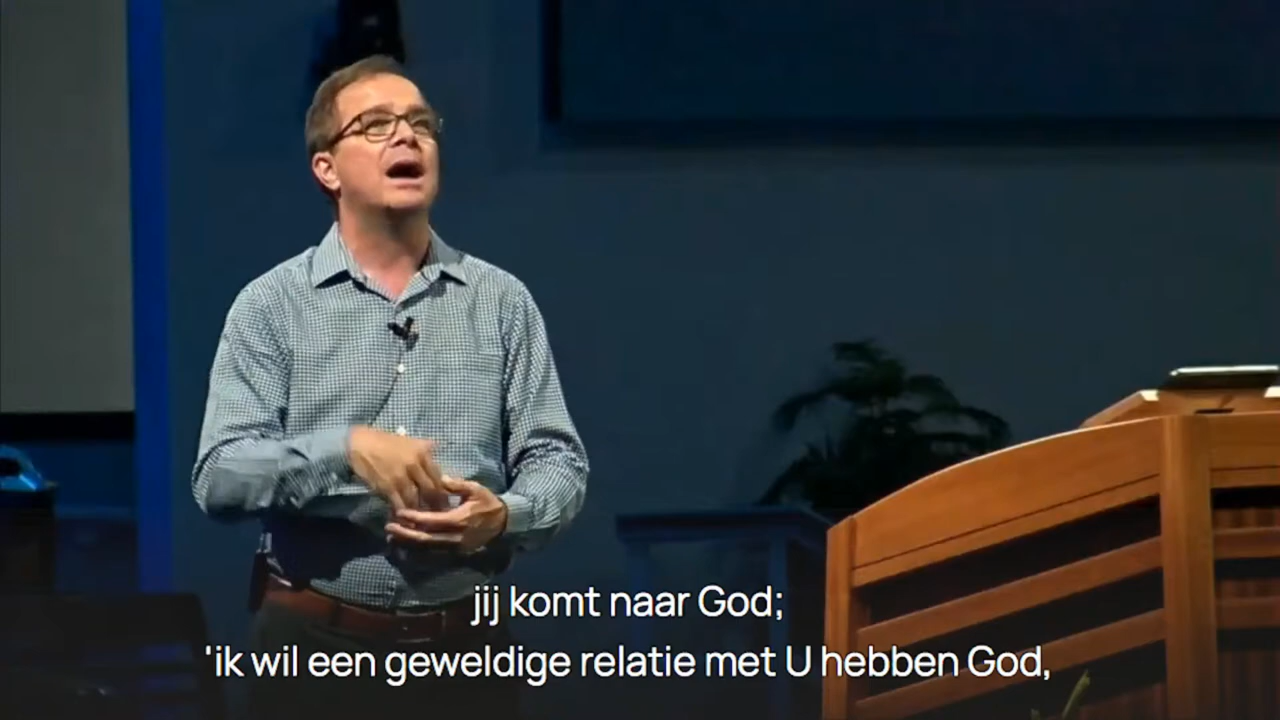 jij komt naar God;
'ik wil een geweldige relatie met U hebben God,